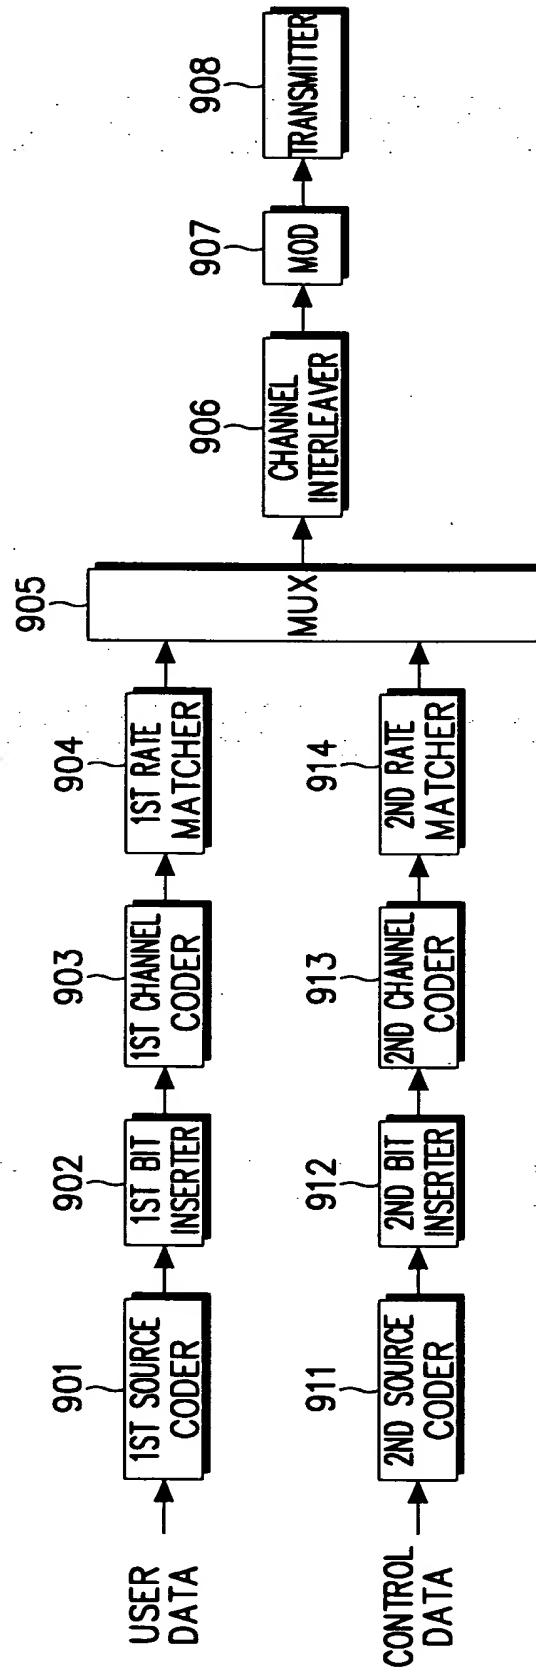 USER
DATA
901
1ST SOURCE
CODER
902
1ST BIT
INSERTER
903
1ST CHANNEL
CODER
904
1ST RATE
MATCHER
CONTROL
DATA
911
2ND SOURCE
CODER
912
2ND BIT
INSERTER
913
2ND CHANNEL
CODER
914
2ND RATE
MATCHER
905
MUX
906
CHANNEL
INTERLEAVER
907
MOD
908
TRANSMITTER